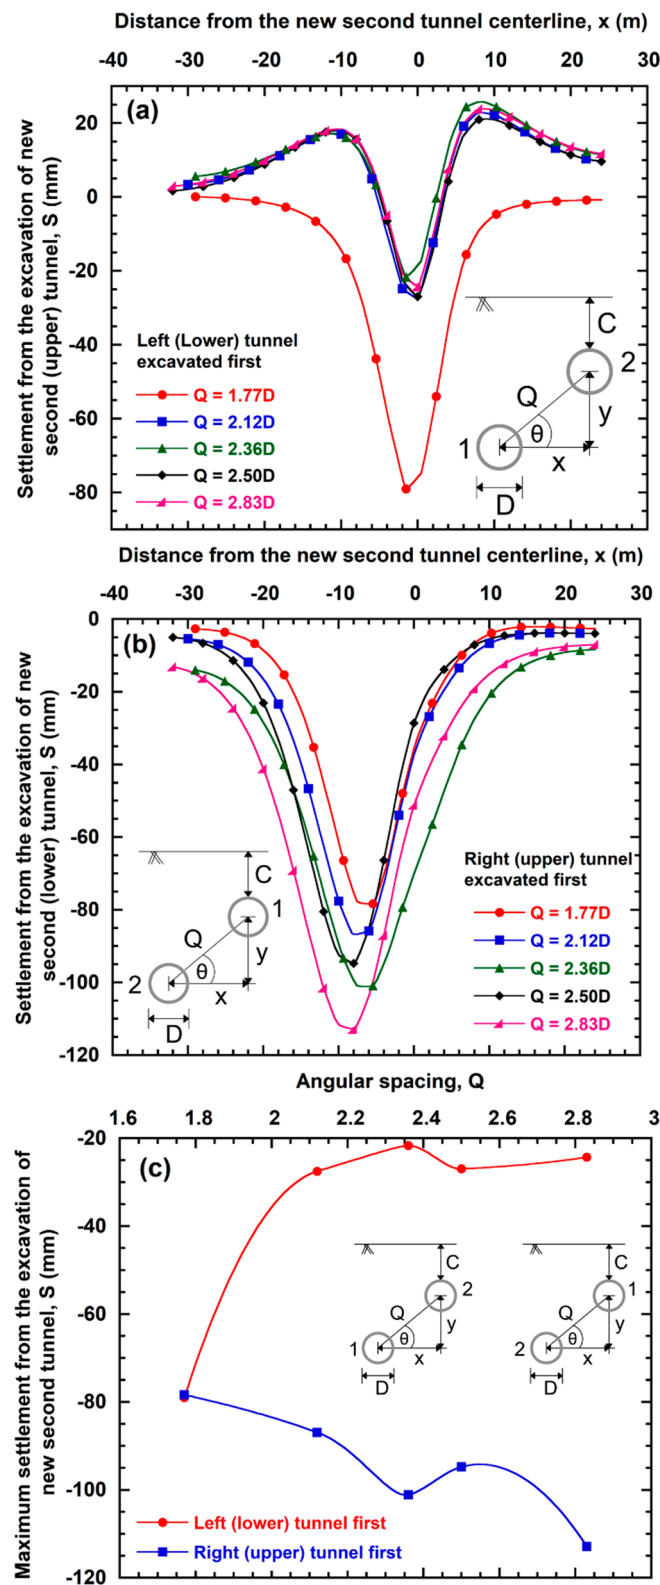 Distance from the new second tunnel centerline, x (m)
-40 -30 -20 -10 0 10 20 30
Settlement from the excavation of new
second (upper) tunnel, S (mm)
20
0
-20
-40
-60
-80
(a)
Left (Lower) tunnel
excavated first
Q = 1.77D
Q = 2.12D
Q = 2.36D
Q = 2.50D
Q = 2.83D
C
2
Q
y
θ
1
x
D
Distance from the new second tunnel centerline, x (m)
-40 -30 -20 -10 0 10 20 30
Settlement from the excavation of new
second (lower) tunnel, S (mm)
0
-20
-40
-60
-80
-100
-120
(b)
C
1
Q
y
θ
2
x
D
Right (upper) tunnel
excavated first
Q = 1.77D
Q = 2.12D
Q = 2.36D
Q = 2.50D
Q = 2.83D
Angular spacing, Q
1.6 1.8 2 2.2 2.4 2.6 2.8 3
Maximum settlement from the excavation of
new second tunnel, S (mm)
-20
-40
-60
-80
-100
-120
(c)
C
2
Q
y
θ
1
x
D
C
1
Q
y
θ
2
x
D
Left (lower) tunnel first
Right (upper) tunnel first